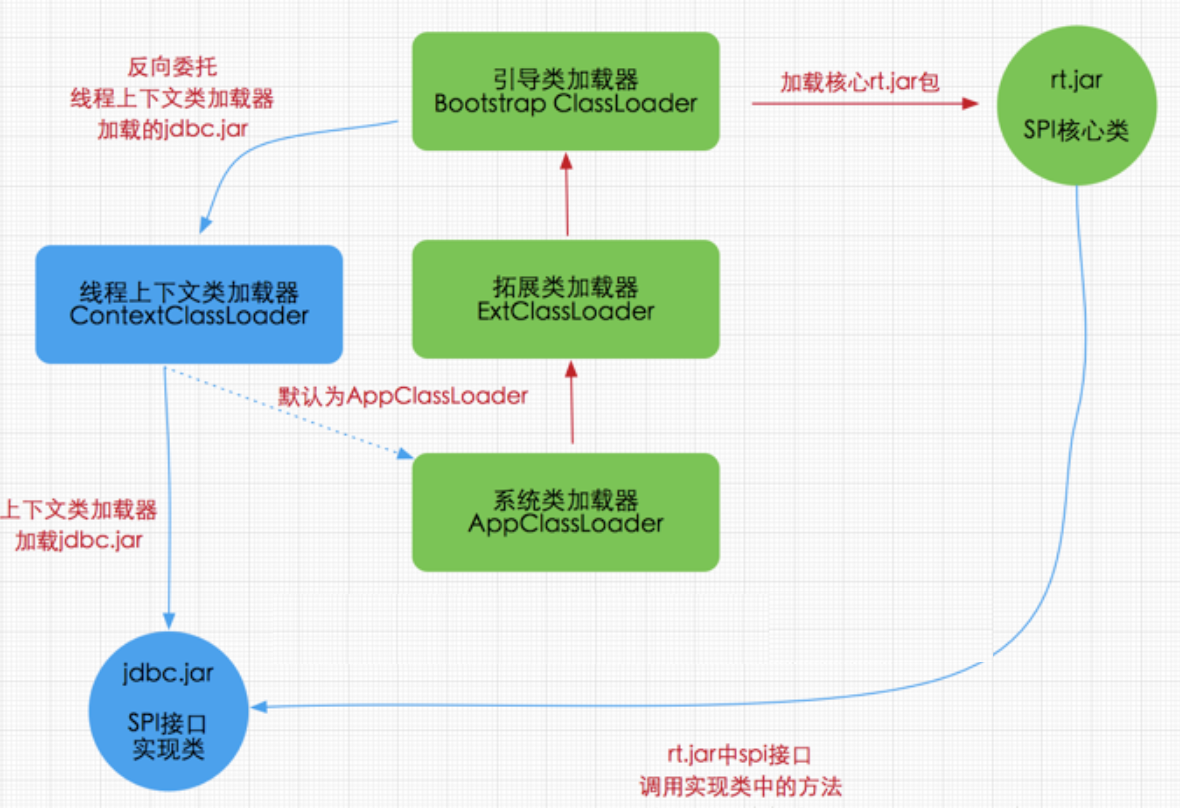 反向委托
线程上下文类加载器
加载的jdbc.jar
引导类加载器
Bootstrap ClassLoader
加载核心rt.jar包
rt.jar
SPI核心类
线程上下文类加载器
ContextClassLoader
拓展类加载器
ExtClassLoader
默认为AppClassLoader
系统类加载器
AppClassLoader
上下文类加载器
加载jdbc.jar
jdbc.jar
SPI接口
实现类
rt.jar中spi接口
调用实现类中的方法